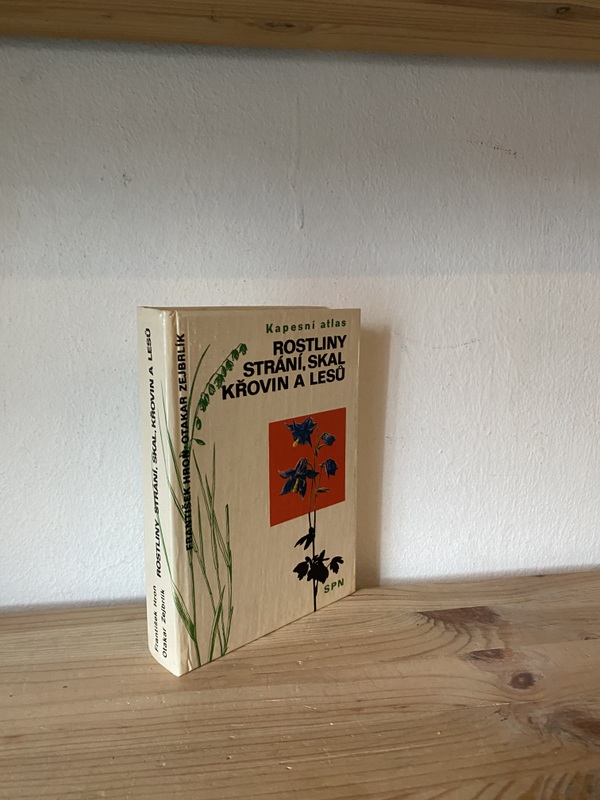 Kapesní atlas
ROSTLINY
STRÁNÍ, SKAL
KŘOVIN A LESŮ
FRANTIŠEK HRON-OTAKAR ZEJBRLÍK
SPN
František Hron
Otakar Zejbrlík
ROSTLINY STRÁNÍ, SKAL, KŘOVIN A LESŮ